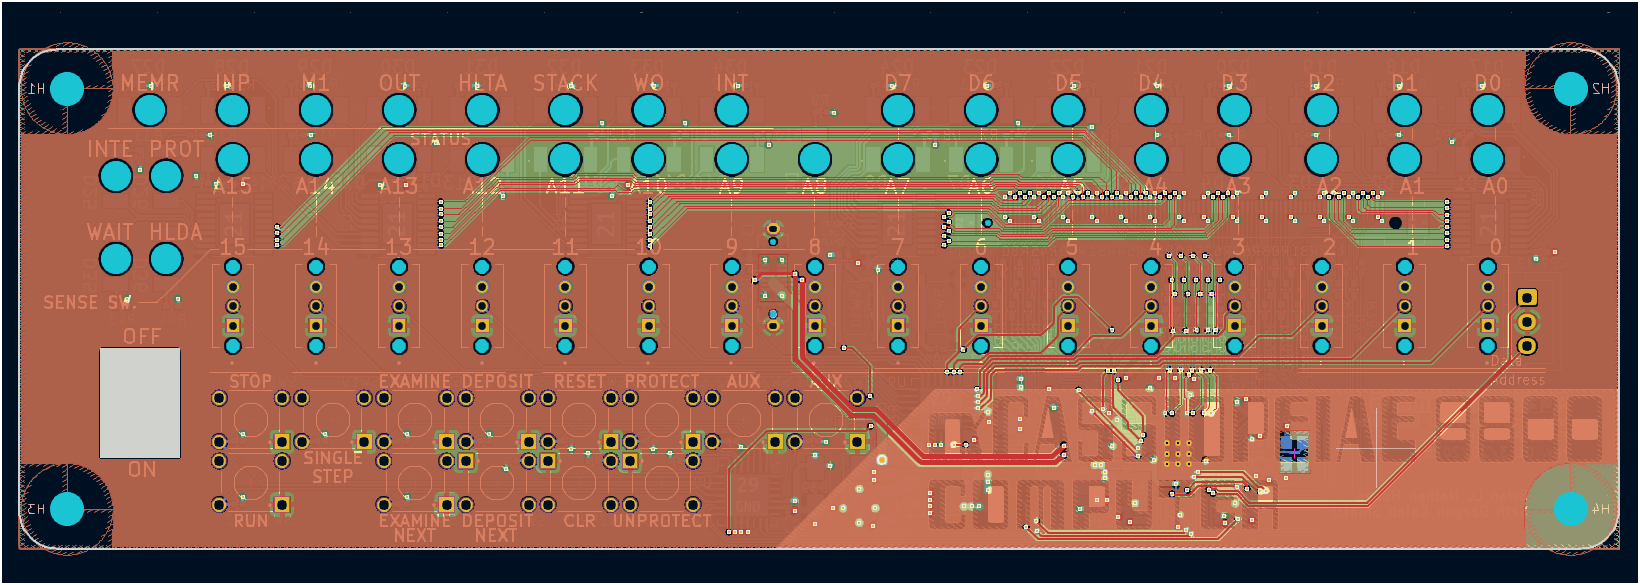 MEMR INP M1 OUT HLTA STACK WO INT D7 D6 D5 D4 D3 D2 D1 D0
H1 H2
STATUS
INTE PROT
A15 A14 A13 A12 A11 A10 A9 A8 A7 A6 A5 A4 A3 A2 A1 A0
WAIT HLDA
15 14 13 12 11 10 9 8 7 6 5 4 3 2 1 0
SENSE SW.
OFF
Data
Address
STOP EXAMINE DEPOSIT RESET PROTECT AUX AUX
ON
SINGLE
STEP
COMPUTER
H3 H4
RUN EXAMINE DEPOSIT CLR UNPROTECT
NEXT NEXT